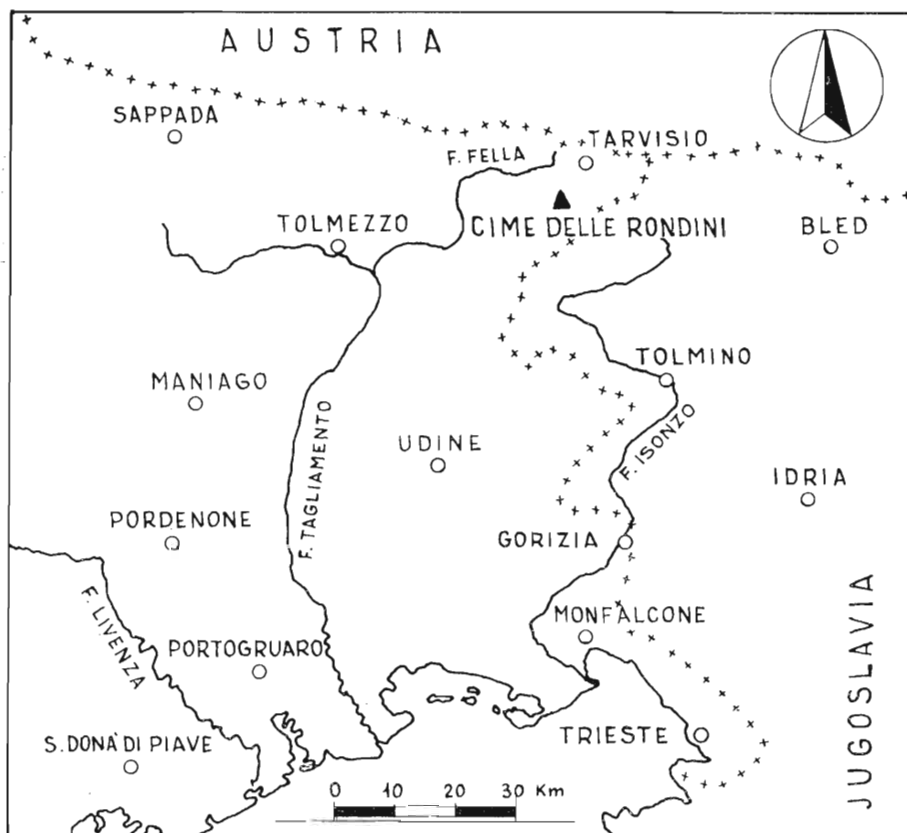 AUSTRIA
SAPPADA
TARVISIO
F. FELLA
TOLMEZZO
CIME DELLE RONDINI
BLED
TOLMINO
MANIAGO
F. TAGLIAMENTO
UDINE
F. ISONZO
IDRIA
PORDENONE
GORIZIA
F. LIVENZA
MONFALCONE
JUGOSLAVIA
PORTOGRUARO
S. DONA' DI PIAVE
TRIESTE
0 10 20 30 Km